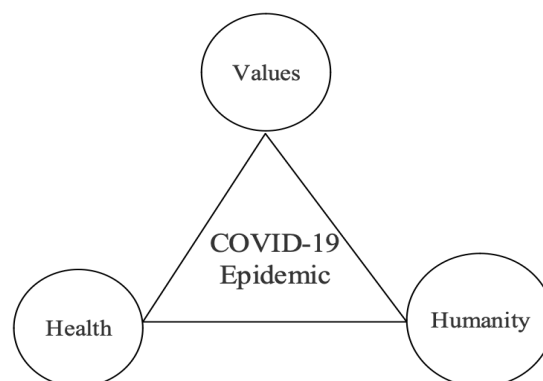 Values
COVID-19
Epidemic
Health
Humanity